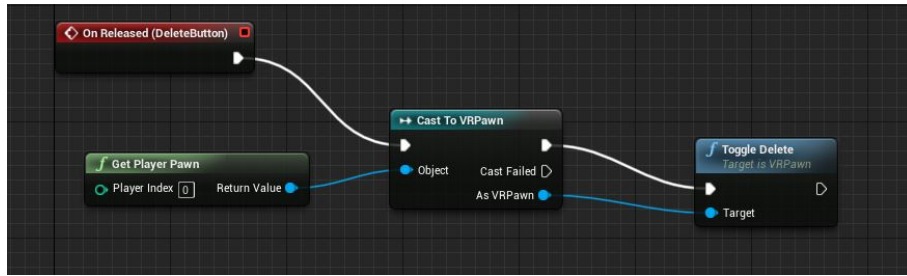 On Released (DeleteButton)
Cast To VRPawn
Object
Cast Failed
As VRPawn
f Get Player Pawn
Player Index 0
Return Value
f Toggle Delete
Target is VRPawn
Target